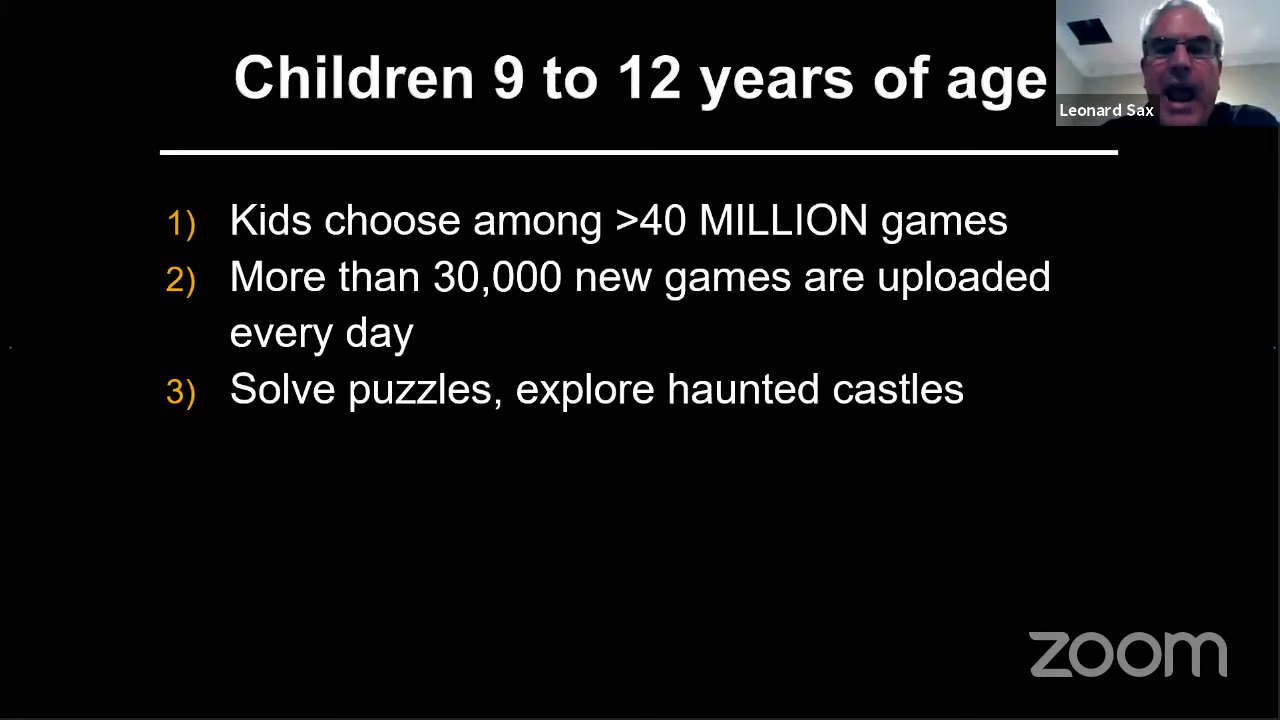 Children 9 to 12 years of age
Leonard Sax
1) Kids choose among >40 MILLION games
2) More than 30,000 new games are uploaded
every day
3) Solve puzzles, explore haunted castles
zoom